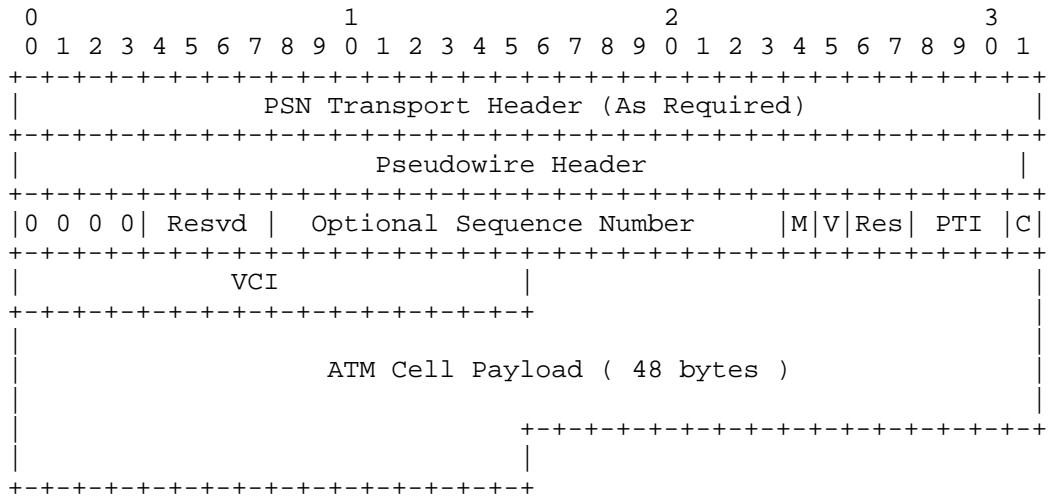 0                   1                   2                   3
0 1 2 3 4 5 6 7 8 9 0 1 2 3 4 5 6 7 8 9 0 1 2 3 4 5 6 7 8 9 0 1
+-+-+-+-+-+-+-+-+-+-+-+-+-+-+-+-+-+-+-+-+-+-+-+-+-+-+-+-+-+-+-+-+
|               PSN Transport Header (As Required)              |
+-+-+-+-+-+-+-+-+-+-+-+-+-+-+-+-+-+-+-+-+-+-+-+-+-+-+-+-+-+-+-+-+
|                      Pseudowire Header                       |
+-+-+-+-+-+-+-+-+-+-+-+-+-+-+-+-+-+-+-+-+-+-+-+-+-+-+-+-+-+-+-+-+
|0 0 0 0| Resvd |  Optional Sequence Number     |M|V|Res| PTI |C|
+-+-+-+-+-+-+-+-+-+-+-+-+-+-+-+-+-+-+-+-+-+-+-+-+-+-+-+-+-+-+-+-+
|             VCI               |                               |
+-+-+-+-+-+-+-+-+-+-+-+-+-+-+-+-+                               |
|                                                               |
|                   ATM Cell Payload ( 48 bytes )               |
|                                                               |
|                               +-+-+-+-+-+-+-+-+-+-+-+-+-+-+-+-+
|                               |
+-+-+-+-+-+-+-+-+-+-+-+-+-+-+-+-+